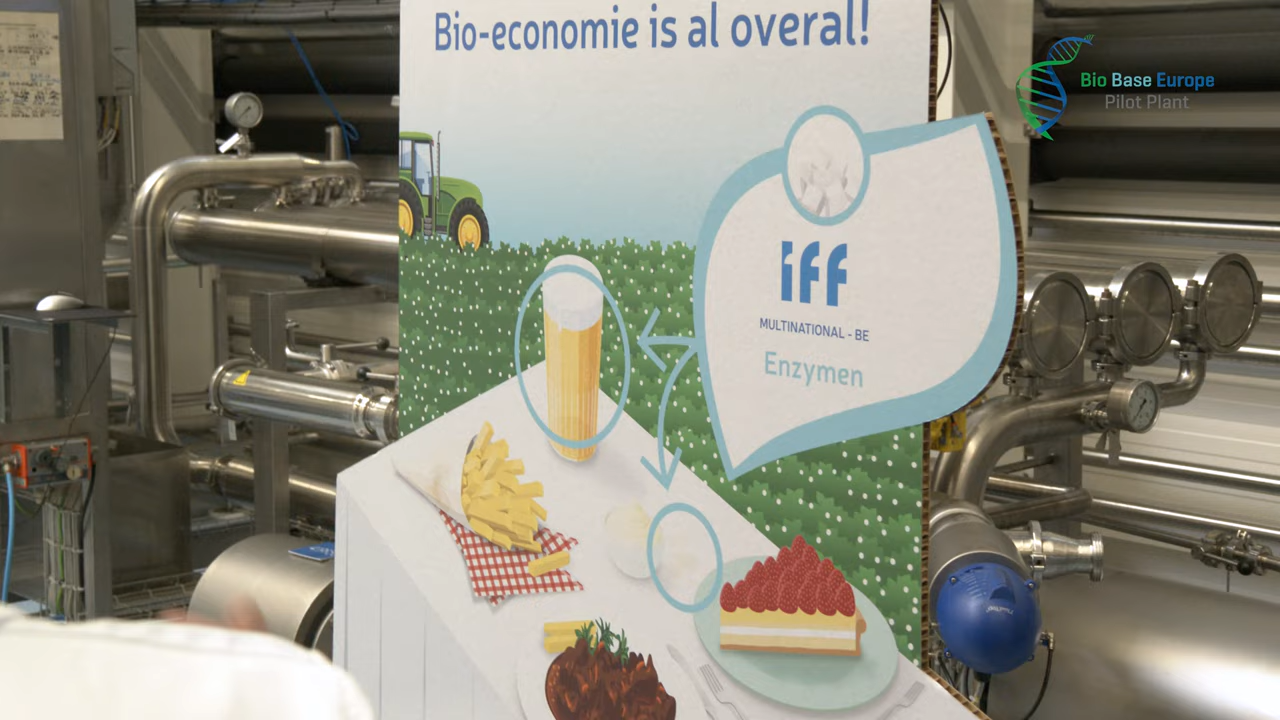 Bio-economie is al overal!
Bio Base Europe
Pilot Plant
iff
MULTINATIONAL - BE
Enzymen